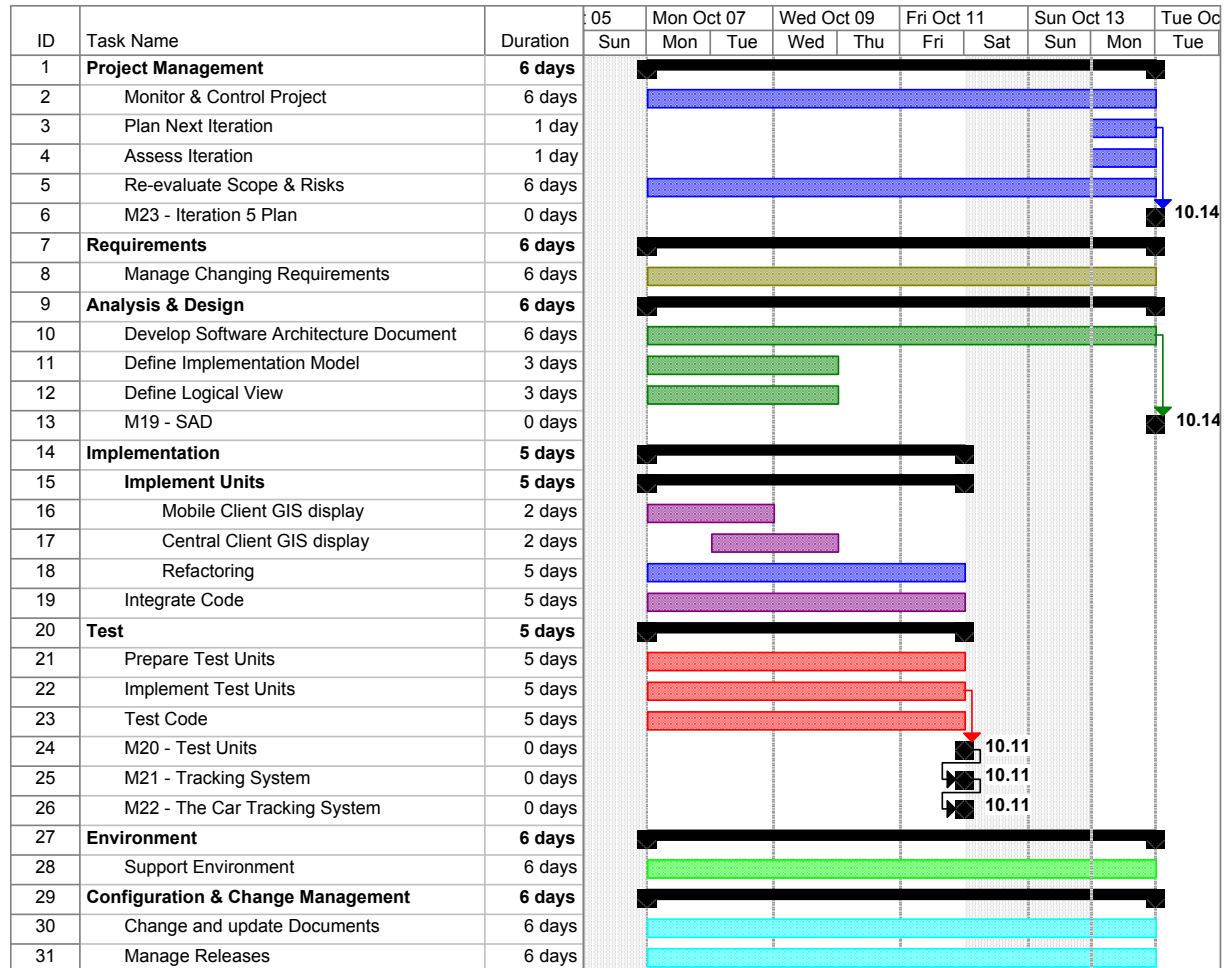 : 05 Mon Oct 07 Wed Oct 09 Fri Oct 11 Sun Oct 13 Tue Oc
ID Task Name Duration Sun Mon Tue Wed Thu Fri Sat Sun Mon Tue
1 Project Management 6 days
2 Monitor & Control Project 6 days
3 Plan Next Iteration 1 day
4 Assess Iteration 1 day
5 Re-evaluate Scope & Risks 6 days
6 M23 - Iteration 5 Plan 0 days 10.14
7 Requirements 6 days
8 Manage Changing Requirements 6 days
9 Analysis & Design 6 days
10 Develop Software Architecture Document 6 days
11 Define Implementation Model 3 days
12 Define Logical View 3 days
13 M19 - SAD 0 days 10.14
14 Implementation 5 days
15 Implement Units 5 days
16 Mobile Client GIS display 2 days
17 Central Client GIS display 2 days
18 Refactoring 5 days
19 Integrate Code 5 days
20 Test 5 days
21 Prepare Test Units 5 days
22 Implement Test Units 5 days
23 Test Code 5 days
24 M20 - Test Units 0 days 10.11
25 M21 - Tracking System 0 days 10.11
26 M22 - The Car Tracking System 0 days 10.11
27 Environment 6 days
28 Support Environment 6 days
29 Configuration & Change Management 6 days
30 Change and update Documents 6 days
31 Manage Releases 6 days